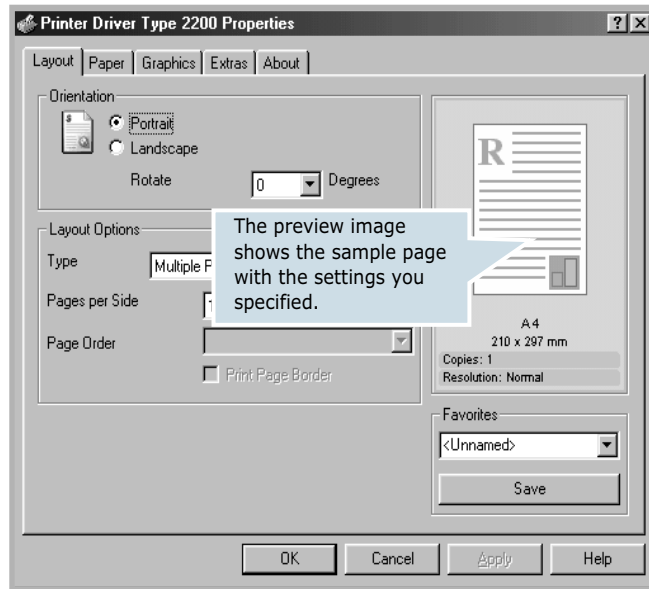 Printer Driver Type 2200 Properties
Layout Paper Graphics Extras About
Orientation
Portrait
Landscape
Rotate 0 Degrees
Layout Options
Type Multiple
Pages per Side
Page Order
Print Page Border
The preview image
shows the sample page
with the settings you
specified.
R
A4
210 x 297 mm
Copies: 1
Resolution: Normal
Favorites
<Unnamed>
Save
OK Cancel Apply Help